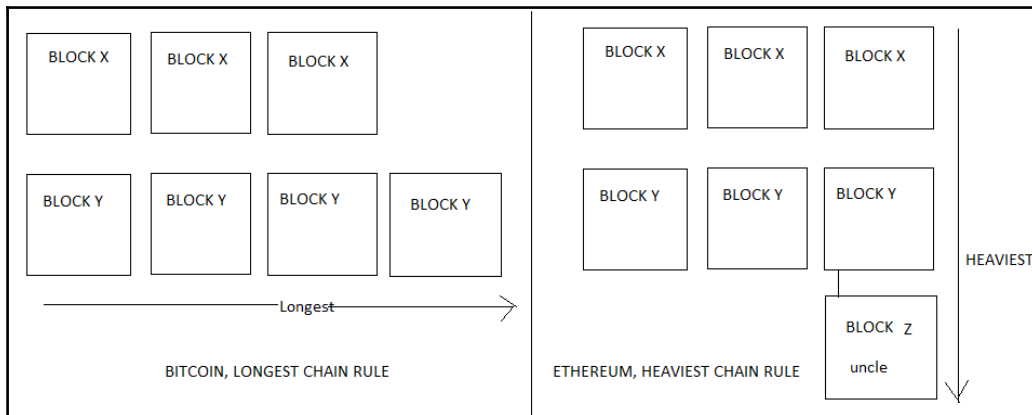 BLOCK X
BLOCK X
BLOCK X
BLOCK Y
BLOCK Y
BLOCK Y
BLOCK Y
Longest
BITCOIN, LONGEST CHAIN RULE
BLOCK X
BLOCK X
BLOCK X
BLOCK Y
BLOCK Y
BLOCK Y
HEAVIEST
BLOCK Z
uncle
ETHEREUM, HEAVIEST CHAIN RULE